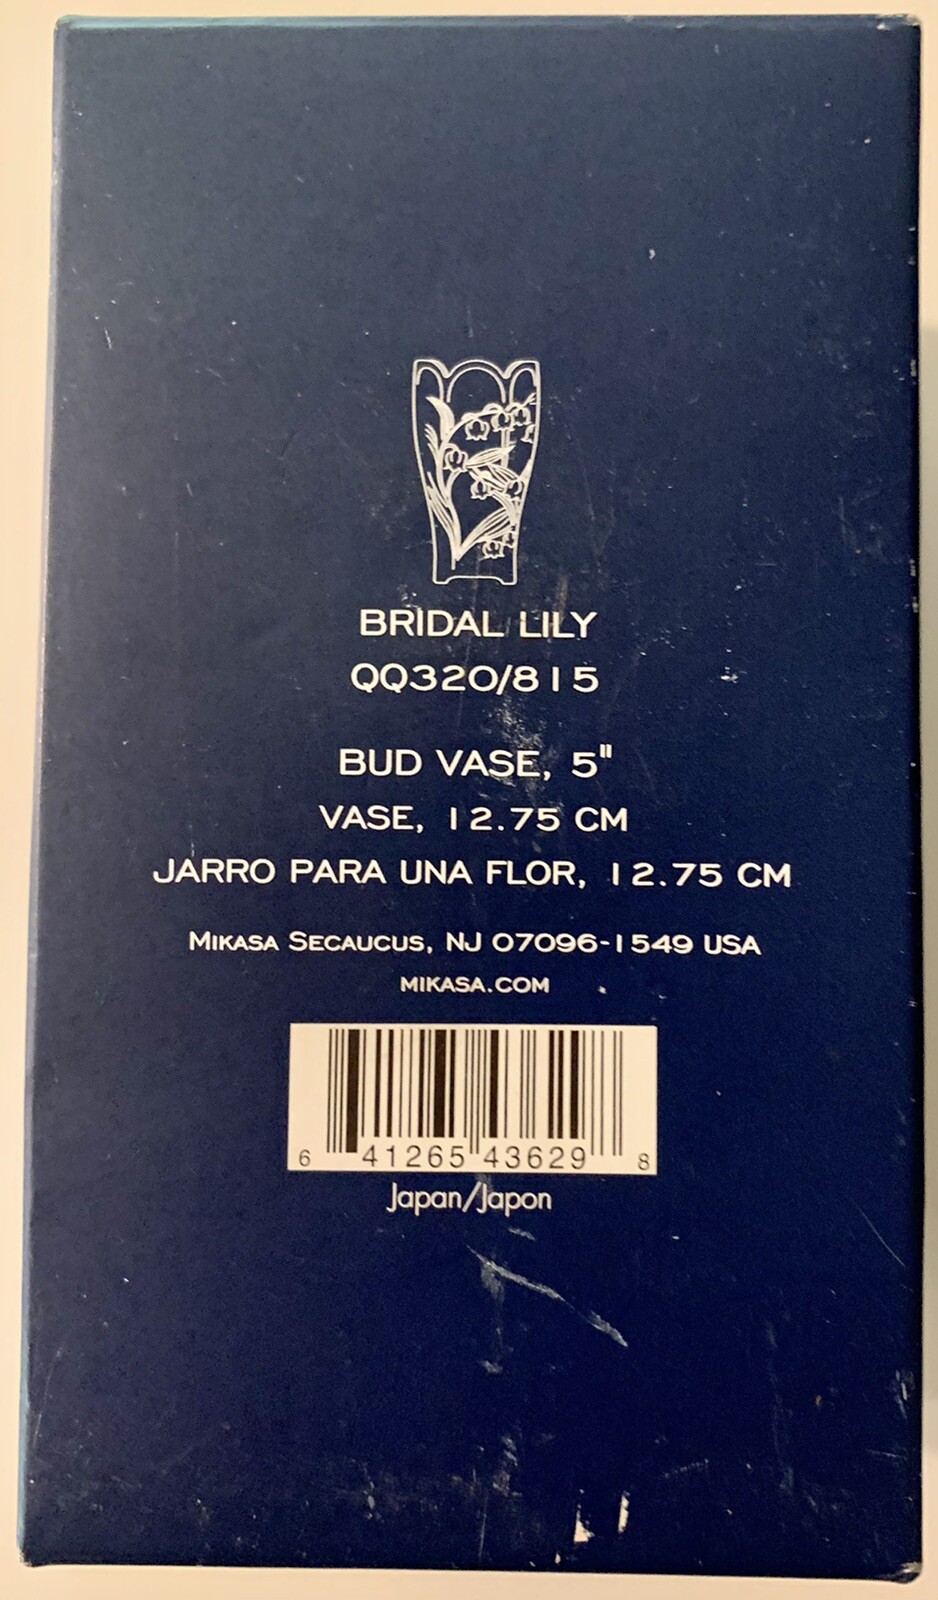 BRIDAL LILY
QQ320/815
BUD VASE, 5"
VASE, 12.75 CM
JARRO PARA UNA FLOR, 12.75 CM
MIKASA SECAUCUS, NJ 07096-1549 USA
MIKASA.COM
6 41265 43629 8
Japan/Japon